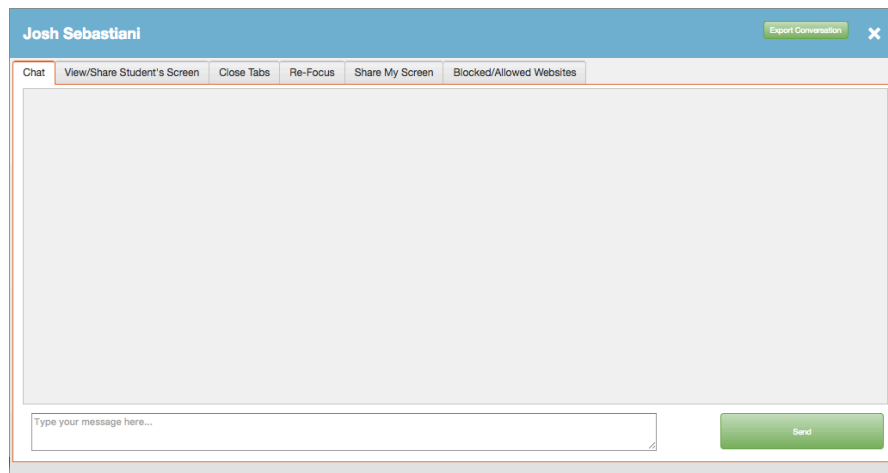 Josh Sebastiani
Export Conversation
Chat View/Share Student's Screen Close Tabs Re-Focus Share My Screen Blocked/Allowed Websites
Type your message here...
Send